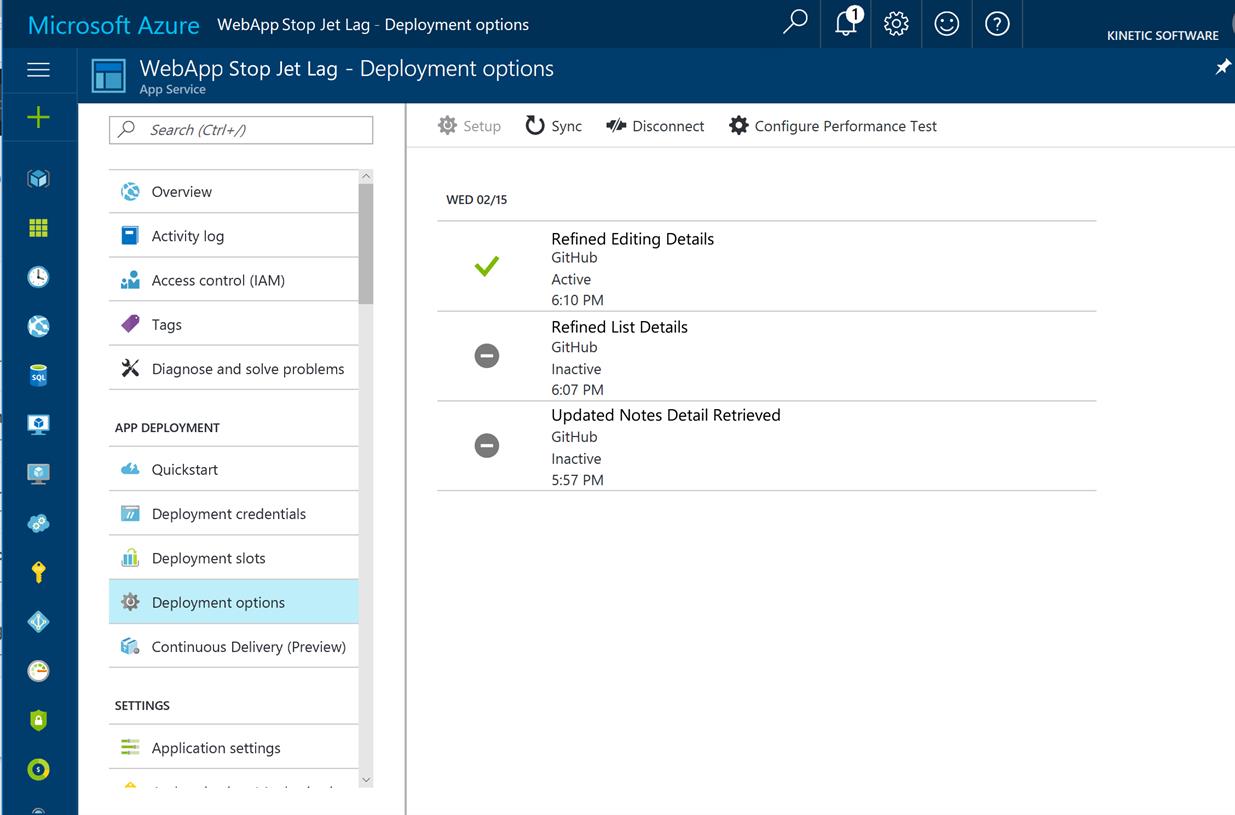 Microsoft Azure WebApp Stop Jet Lag - Deployment options 1 KINETIC SOFTWARE
WebApp Stop Jet Lag - Deployment options
App Service
Search (Ctrl+/)
Overview
Activity log
Access control (IAM)
Tags
Diagnose and solve problems
APP DEPLOYMENT
Quickstart
Deployment credentials
Deployment slots
Deployment options
Continuous Delivery (Preview)
SETTINGS
Application settings
SQL
Setup Sync Disconnect Configure Performance Test
WED 02/15
Refined Editing Details
GitHub
Active
6:10 PM
Refined List Details
GitHub
Inactive
6:07 PM
Updated Notes Detail Retrieved
GitHub
Inactive
5:57 PM